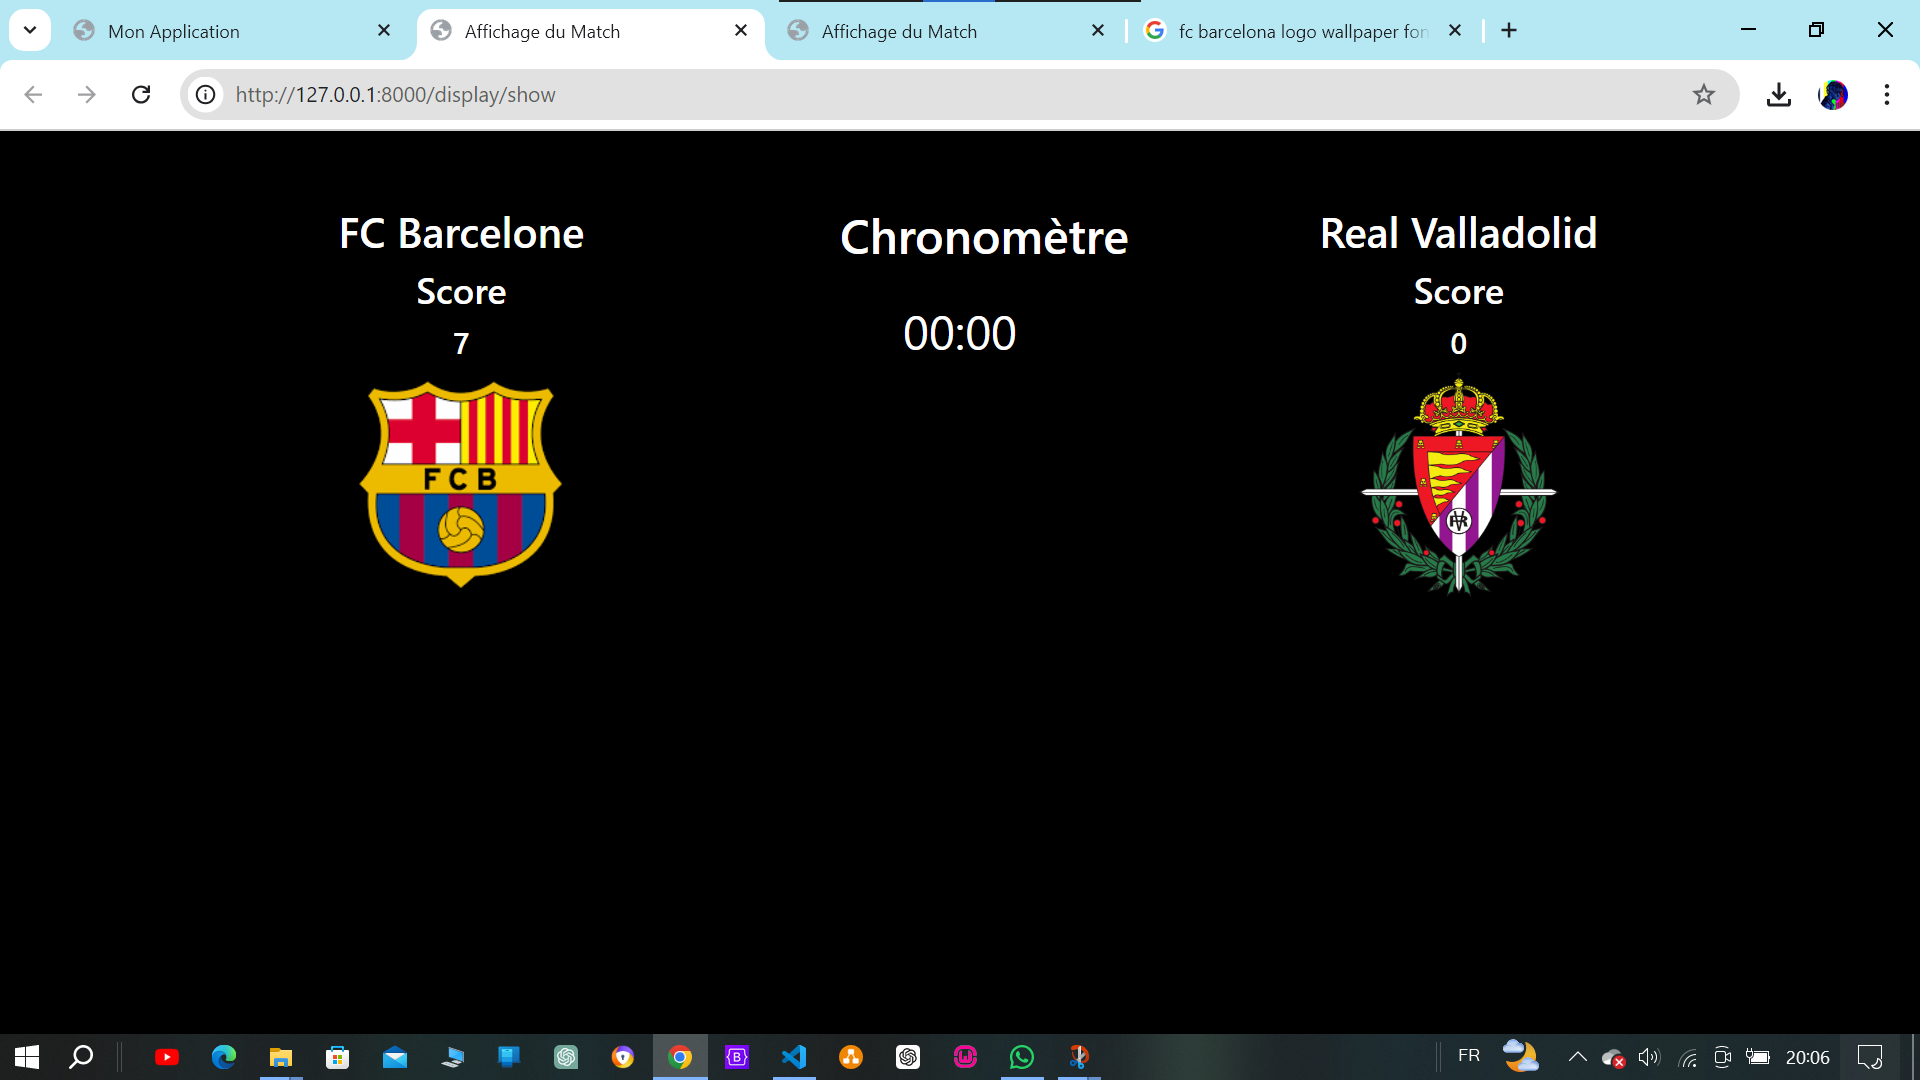 Mon Application
Affichage du Match
Affichage du Match
fc barcelona logo wallpaper fon
http://127.0.0.1:8000/display/show
FC Barcelone
Chronomètre
Real Valladolid
Score
Score
7
00:00
0
FCB
FR
20:06